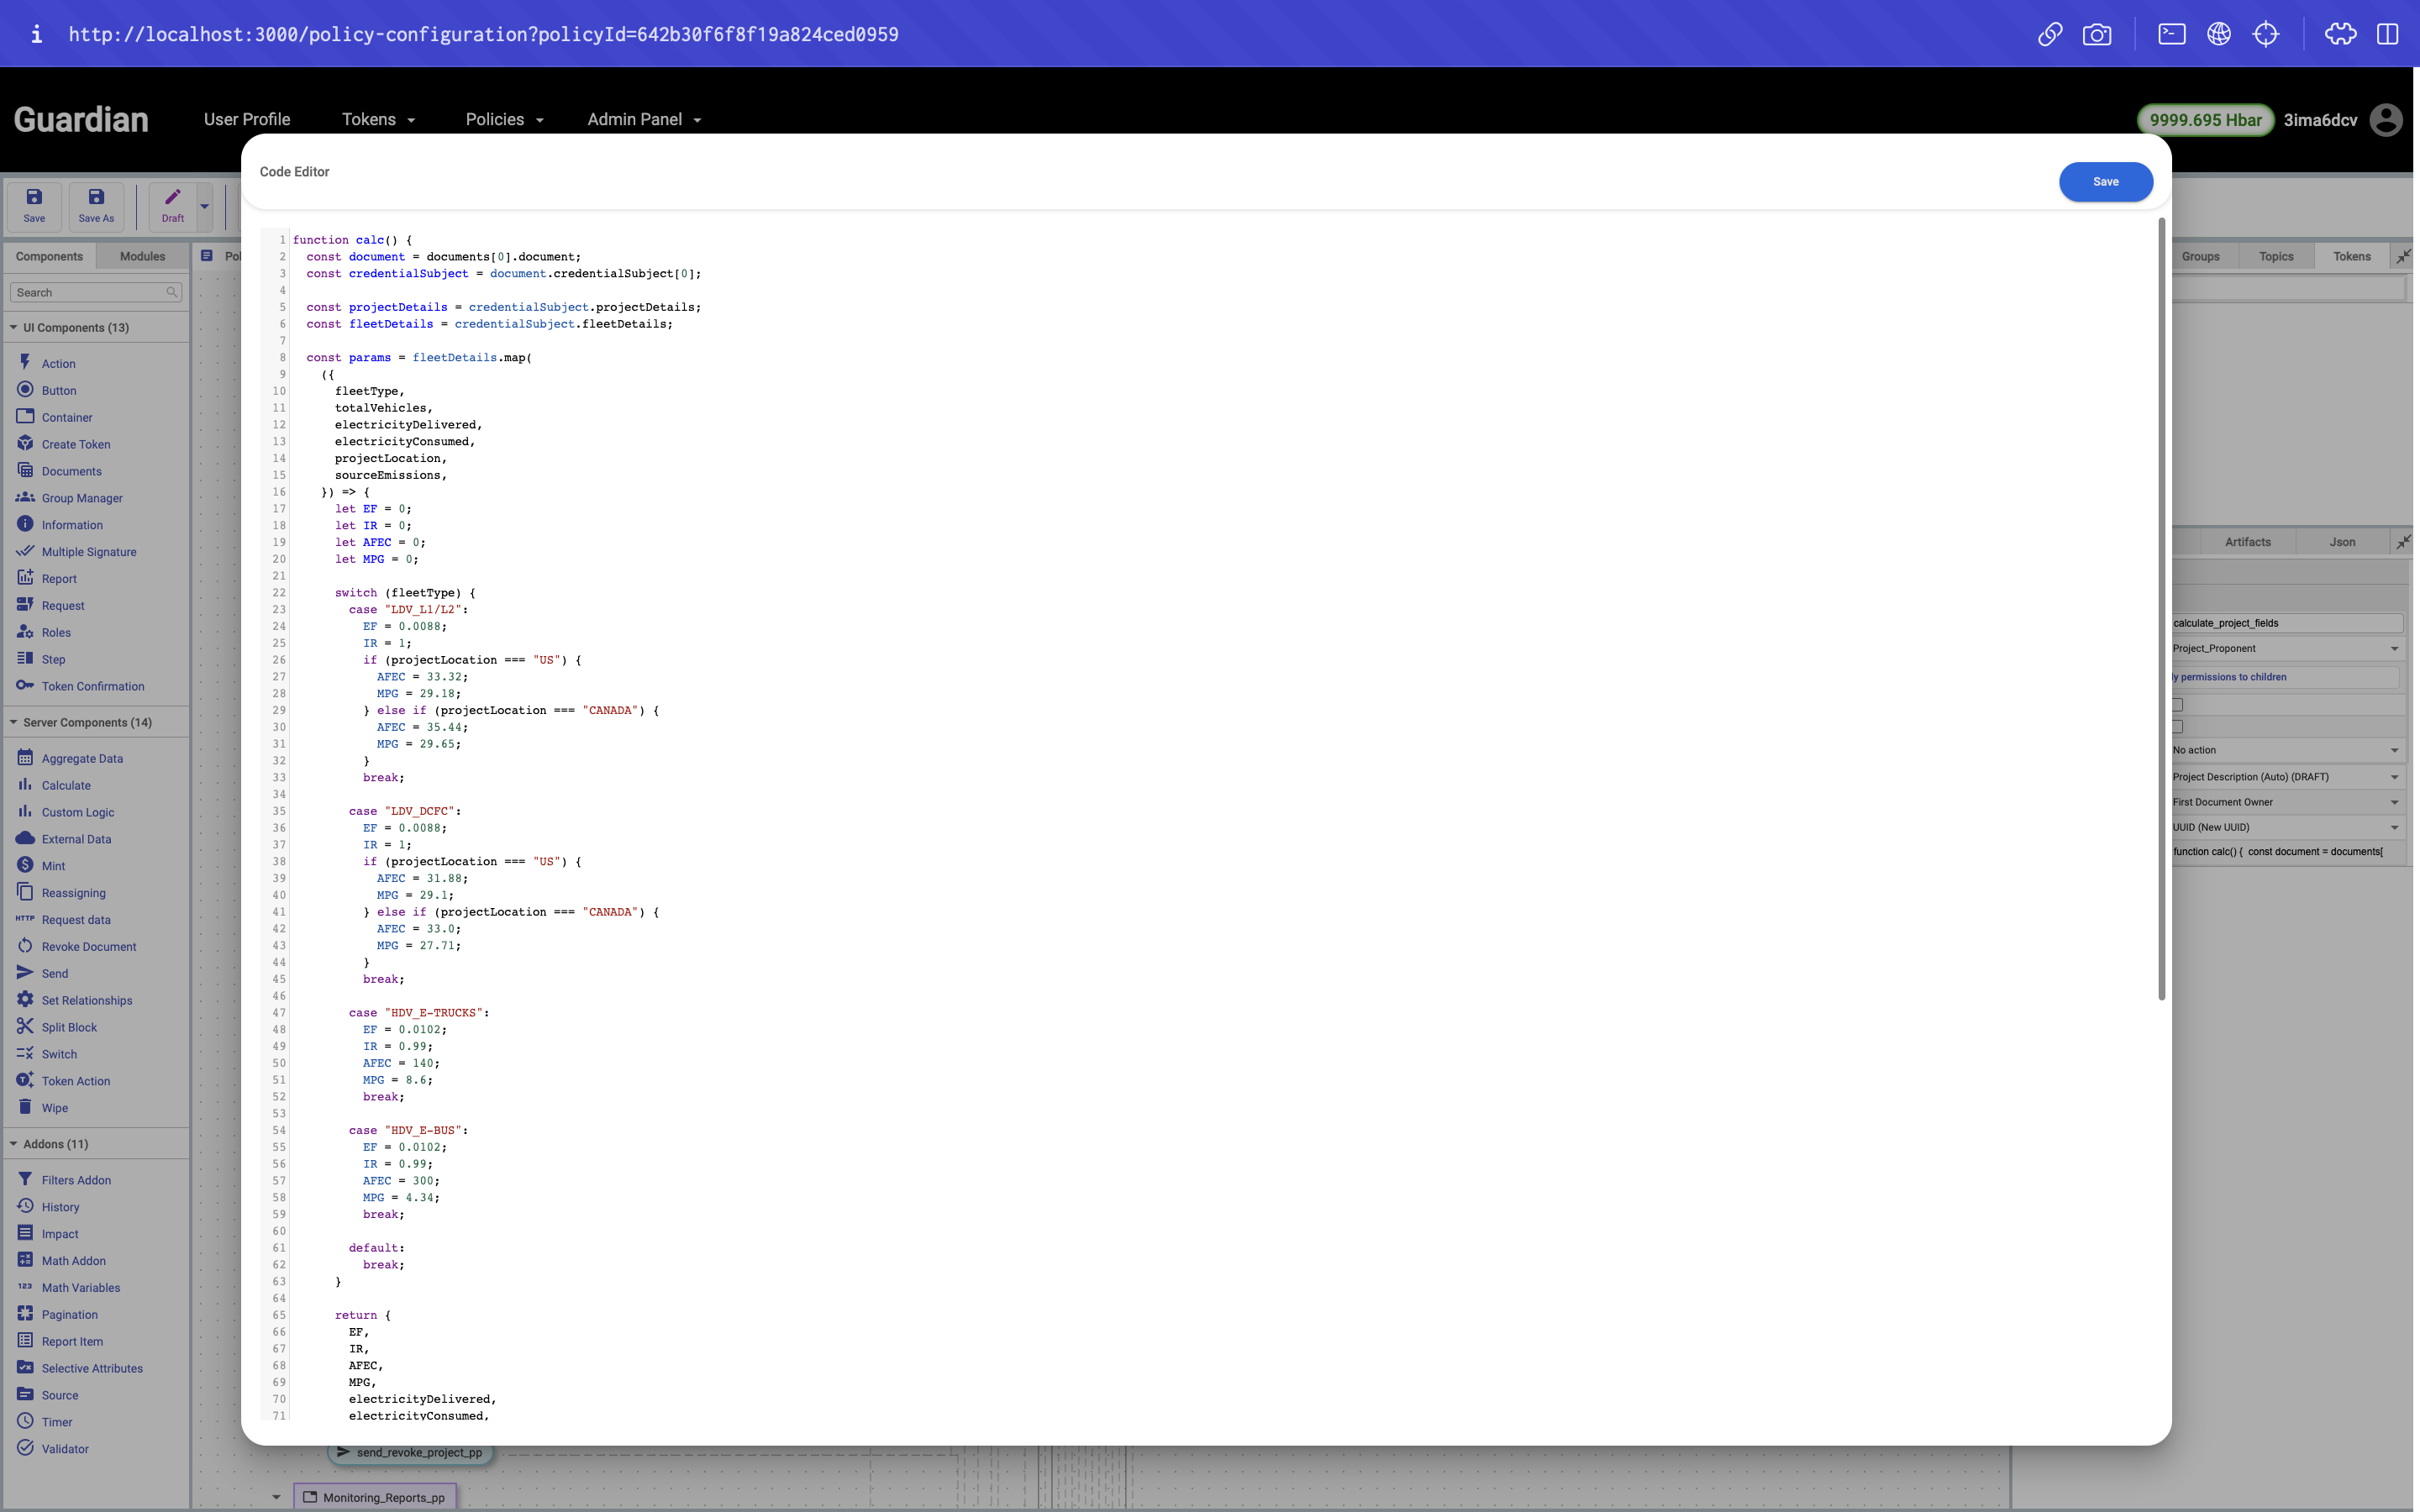 http://localhost:3000/policy-configuration?policyId=642b30f6f8f19a824ced0959
Guardian
User Profile
Tokens
Policies
Admin Panel
9999.695 Hbar
3ima6dcv
Code Editor
Save
Save
Save As
Draft
Components
Modules
Pol
Search
UI Components (13)
Action
Button
Container
Create Token
Documents
Group Manager
Information
Multiple Signature
Report
Request
Roles
Step
Token Confirmation
Server Components (14)
Aggregate Data
Calculate
Custom Logic
External Data
Mint
Reassigning
HTTP Request data
Revoke Document
Send
Set Relationships
Split Block
Switch
Token Action
Wipe
Addons (11)
Filters Addon
History
Impact
Math Addon
123 Math Variables
Pagination
Report Item
Selective Attributes
Source
Timer
Validator
1 function calc() {
2 const document = documents[0].document;
3 const credentialSubject = document.credentialSubject[0];
4
5 const projectDetails = credentialSubject.projectDetails;
6 const fleetDetails = credentialSubject.fleetDetails;
7
8 const params = fleetDetails.map(
9 ({
10 fleetType,
11 totalVehicles,
12 electricityDelivered,
13 electricityConsumed,
14 projectLocation,
15 sourceEmissions,
16 }) => {
17 let EF = 0;
18 let IR = 0;
19 let AFEC = 0;
20 let MPG = 0;
21
22 switch (fleetType) {
23 case "LDV_L1/L2":
24 EF = 0.0088;
25 IR = 1;
26 if (projectLocation === "US") {
27 AFEC = 33.32;
28 MPG = 29.18;
29 } else if (projectLocation === "CANADA") {
30 AFEC = 35.44;
31 MPG = 29.65;
32 }
33 break;
34
35 case "LDV_DCFC":
36 EF = 0.0088;
37 IR = 1;
38 if (projectLocation === "US") {
39 AFEC = 31.88;
40 MPG = 29.1;
41 } else if (projectLocation === "CANADA") {
42 AFEC = 33.0;
43 MPG = 27.71;
44 }
45 break;
46
47 case "HDV_E-TRUCKS":
48 EF = 0.0102;
49 IR = 0.99;
50 AFEC = 140;
51 MPG = 8.6;
52 break;
53
54 case "HDV_E-BUS":
55 EF = 0.0102;
56 IR = 0.99;
57 AFEC = 300;
58 MPG = 4.34;
59 break;
60
61 default:
62 break;
63 }
64
65 return {
66 EF,
67 IR,
68 AFEC,
69 MPG,
70 electricityDelivered,
71 electricityConsumed,
Groups
Topics
Tokens
Artifacts
Json
calculate_project_fields
Project_Proponent
ly permissions to children
No action
Project Description (Auto) (DRAFT)
First Document Owner
UUID (New UUID)
function calc() { const document = documents[
send_revoke_project_pp
Monitoring_Reports_pp